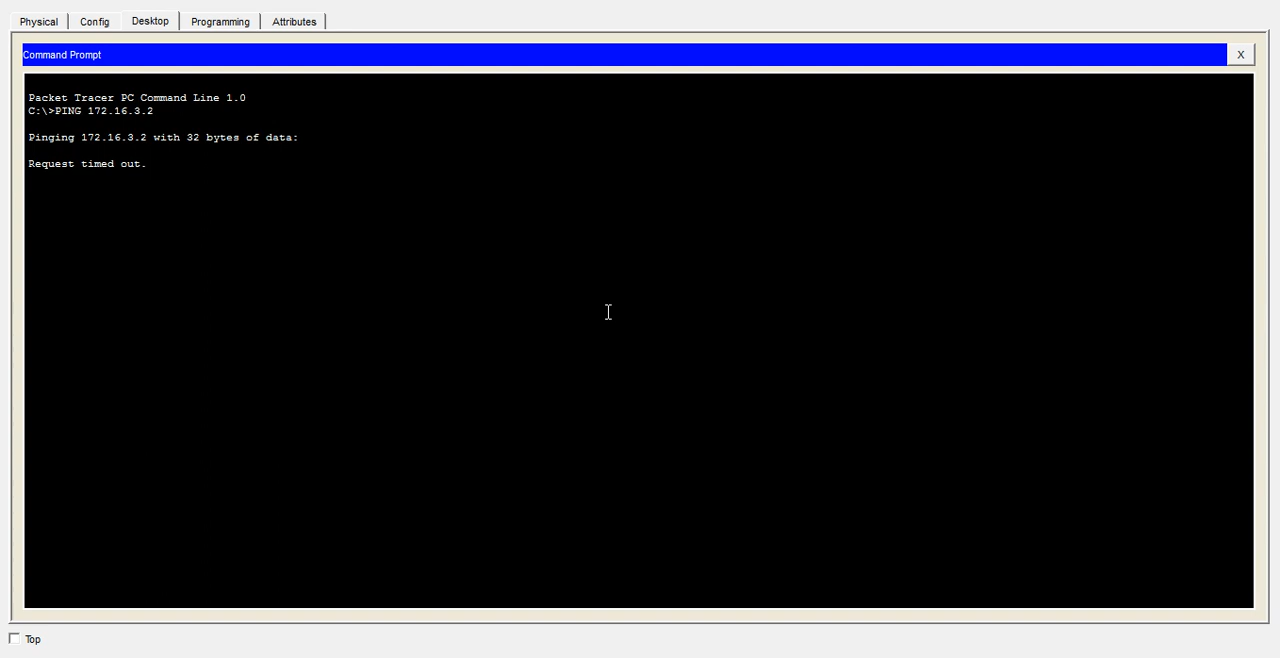 Physical Config Desktop Programming Attributes
Command Prompt X
Packet Tracer PC Command Line 1.0
C:\>PING 172.16.3.2
Pinging 172.16.3.2 with 32 bytes of data:
Request timed out.
Top